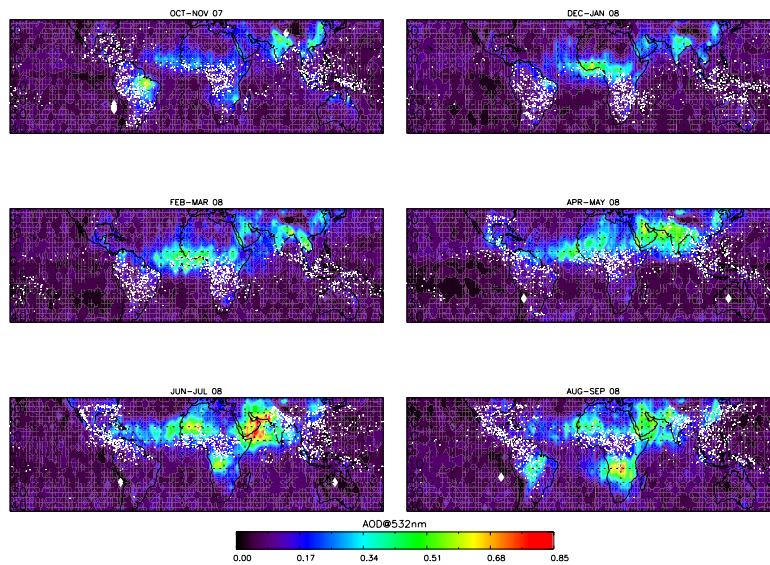 OCT-NOV 07
DEC-JAN 08
FEB-MAR 08
APR-MAY 08
JUN-JUL 08
AUG-SEP 08
AOD@532nm
0.00 0.17 0.34 0.51 0.68 0.85